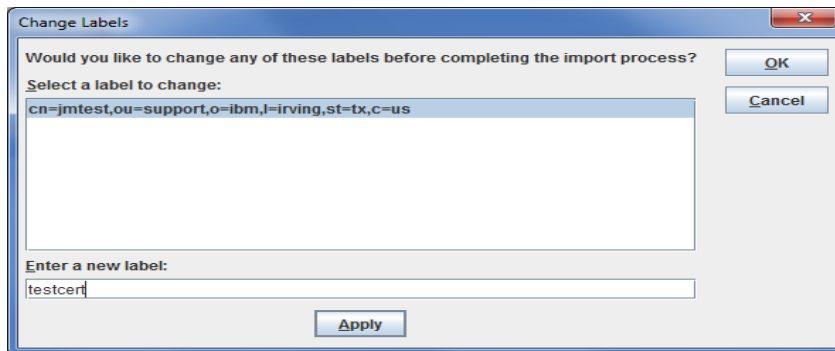 Change Labels
Would you like to change any of these labels before completing the import process?
OK
Select a label to change:
Cancel
cn=jmtest,ou=support,o=ibm,l=irving,st=tx,c=us
Enter a new label:
testcert
Apply